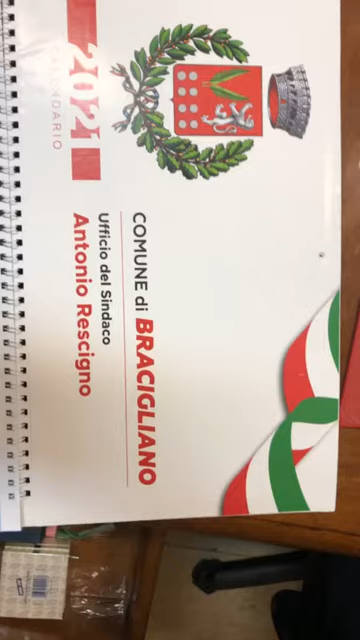 2021
CALENDARIO
COMUNE di BRACIGLIANO
Ufficio del Sindaco
Antonio Rescigno